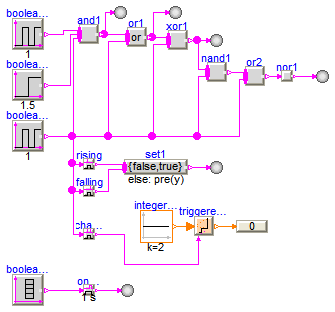 boolea...
and1
or1
xor1
or
1
boolea...
nand1
or2
nor1
1.5
boolea...
1
rising
set1
{false,true}
else: pre(y)
falling
integer...
triggere...
cha...
0
k=2
boolea...
on...
1 s